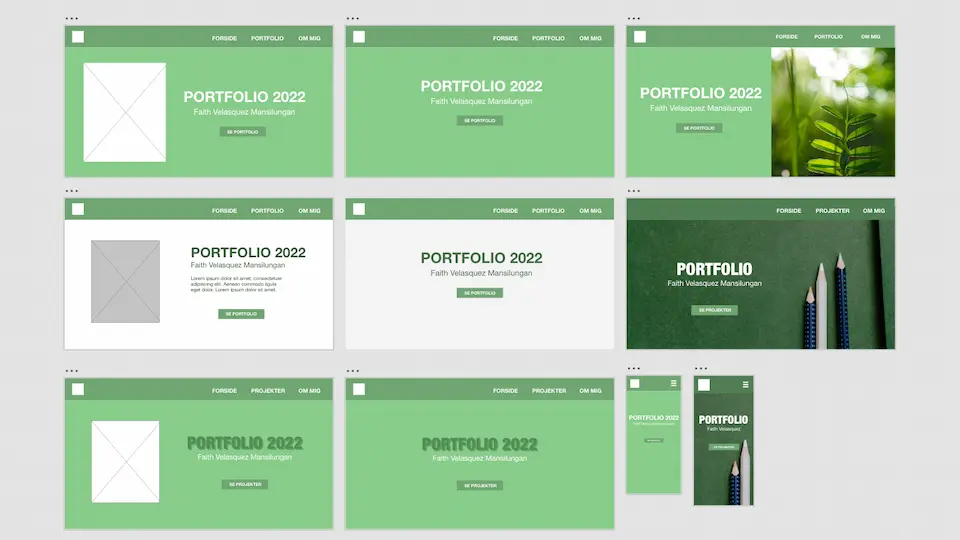 FORSIDE PORTFOLIO OM MIG
PORTFOLIO 2022
Faith Velasquez Mansilungan
SE PORTFOLIO
FORSIDE PORTFOLIO OM MIG
PORTFOLIO 2022
Faith Velasquez Mansilungan
SE PORTFOLIO
FORSIDE PORTFOLIO OM MIG
PORTFOLIO 2022
Faith Velasquez Mansilungan
SE PORTFOLIO
FORSIDE PORTFOLIO OM MIG
PORTFOLIO 2022
Faith Velasquez Mansilungan
Lorem ipsum dolor sit amet, consectetuer
adipiscing elit. Aenean commodo ligula
eget dolor. Lorem ipsum dolor sit amet.
SE PORTFOLIO
FORSIDE PORTFOLIO OM MIG
PORTFOLIO 2022
Faith Velasquez Mansilungan
SE PORTFOLIO
FORSIDE PROJEKTER OM MIG
PORTFOLIO
Faith Velasquez Mansilungan
SE PROJEKTER
FORSIDE PROJEKTER OM MIG
PORTFOLIO 2022
Faith Velasquez Mansilungan
SE PROJEKTER
FORSIDE PROJEKTER OM MIG
PORTFOLIO 2022
Faith Velasquez Mansilungan
SE PROJEKTER
PORTFOLIO 2022
PORTFOLIO
Faith Velasquez
SE PROJEKTER